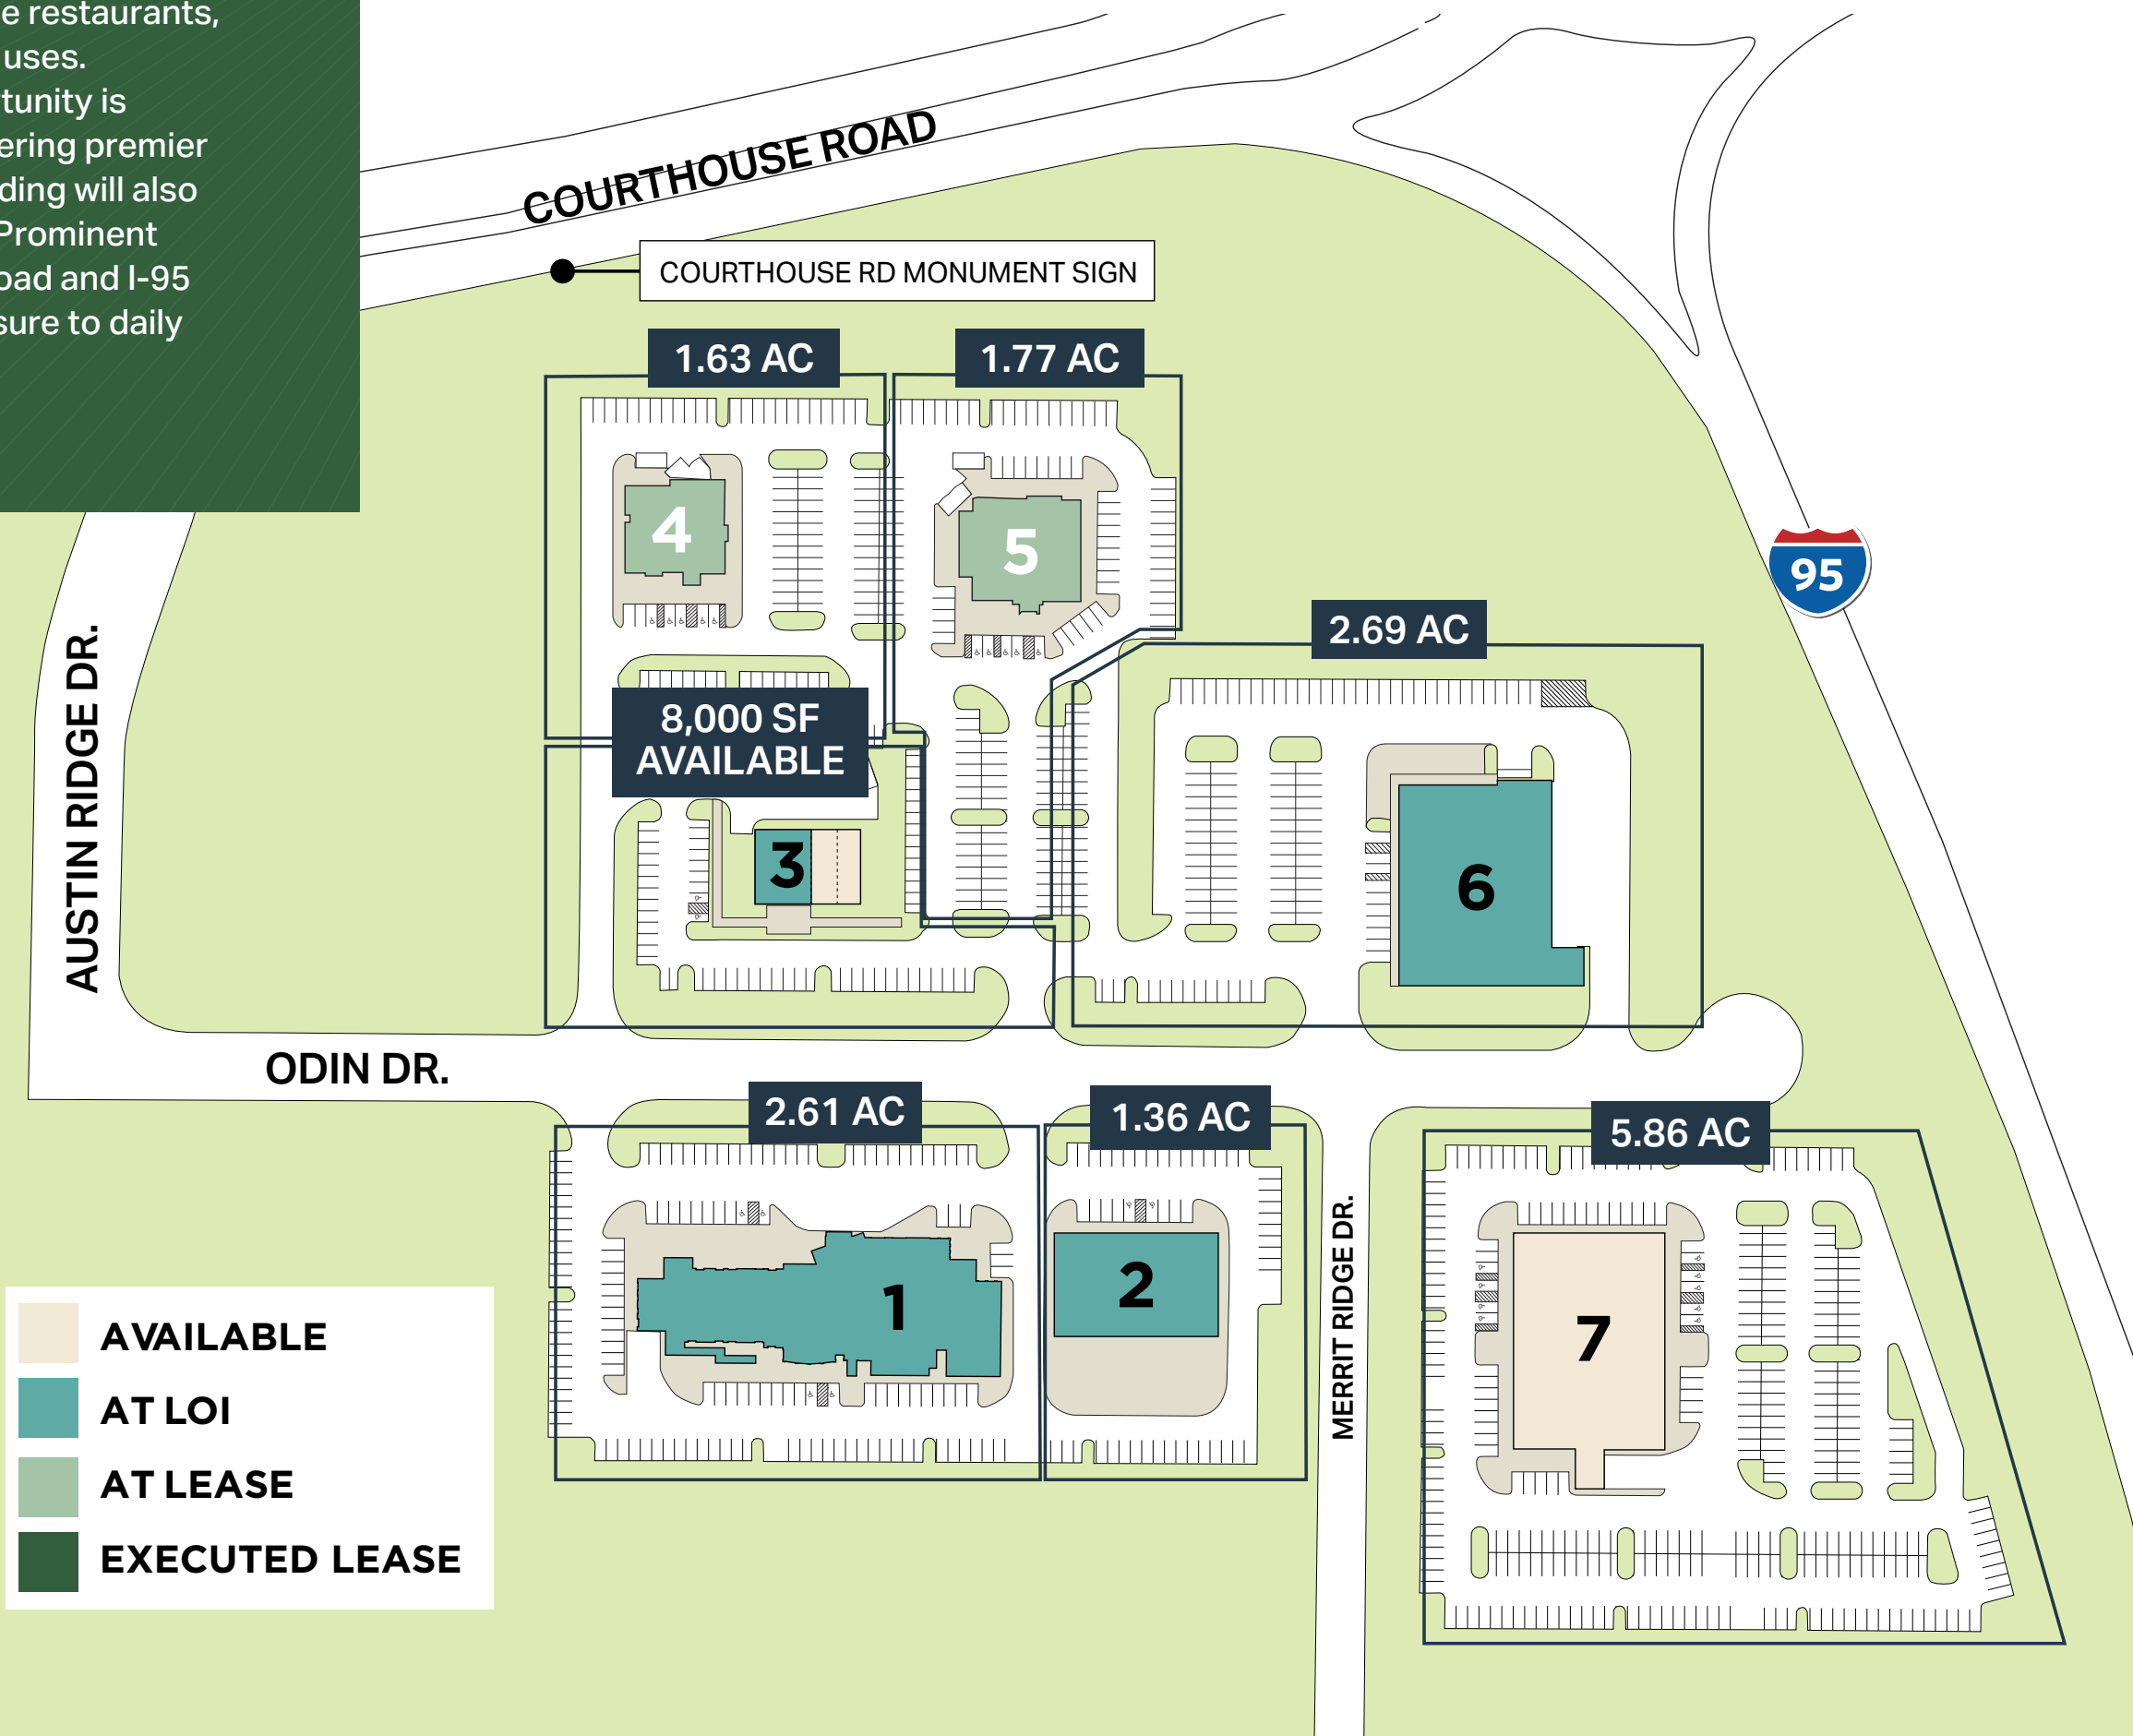 e restaurants,
uses.
tunity is
ering premier
ding will also
Prominent
oad and I-95
sure to daily
COURTHOUSE ROAD
COURTHOUSE RD MONUMENT SIGN
1.63 AC
1.77 AC
4
5
95
2.69 AC
8,000 SF
AVAILABLE
3
6
AUSTIN RIDGE DR.
ODIN DR.
2.61 AC
1.36 AC
5.86 AC
1
2
MERRIT RIDGE DR.
7
AVAILABLE
AT LOI
AT LEASE
EXECUTED LEASE